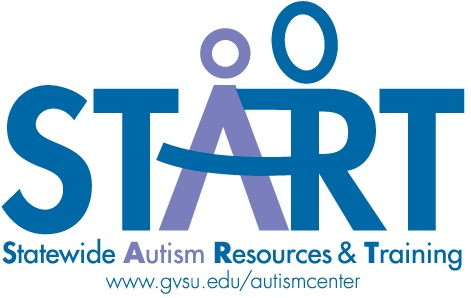 START
Statewide Autism Resources & Training
www.gvsu.edu/autismcenter